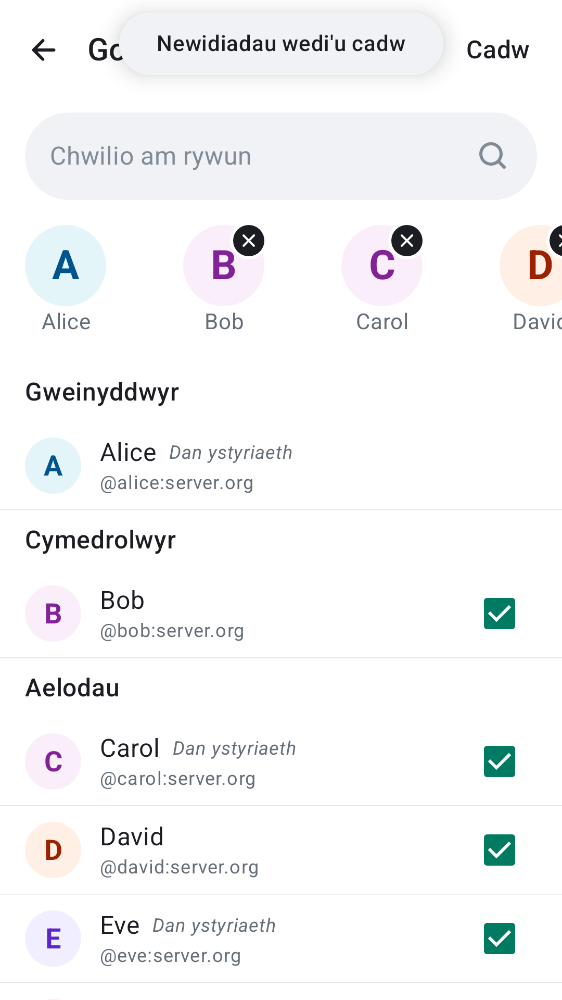 Newidiadau wedi'u cadw
Cadw
Chwilio am rywun
A
B
C
D
Alice
Bob
Carol
Gweinyddwyr
A
Alice Dan ystyriaeth
@alice:server.org
Cymedrolwyr
B
Bob
@bob:server.org
Aelodau
C
Carol Dan ystyriaeth
@carol:server.org
D
David
@david:server.org
E
Eve Dan ystyriaeth
@eve:server.org